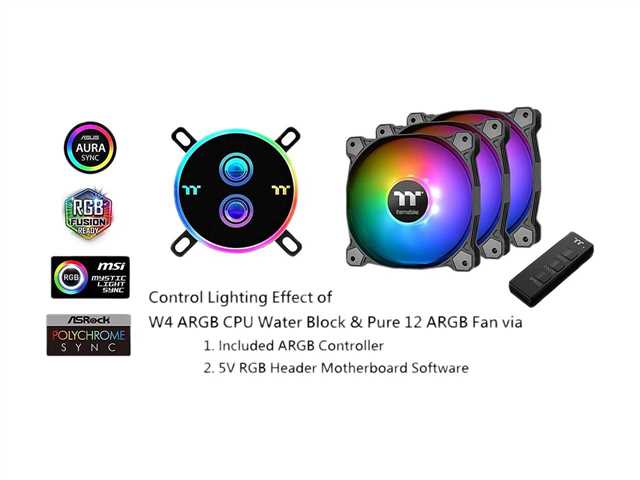 ASUS
AURA
SYNC
RGB
FUSION
READY
RGB
msi
MYSTIC
LIGHT
SYNC
ASRock
POLYCHROME
SYNC
thermaltake
Control Lighting Effect of
W4 ARGB CPU Water Block & Pure 12 ARGB Fan via
1. Included ARGB Controller
2. 5V RGB Header Motherboard Software